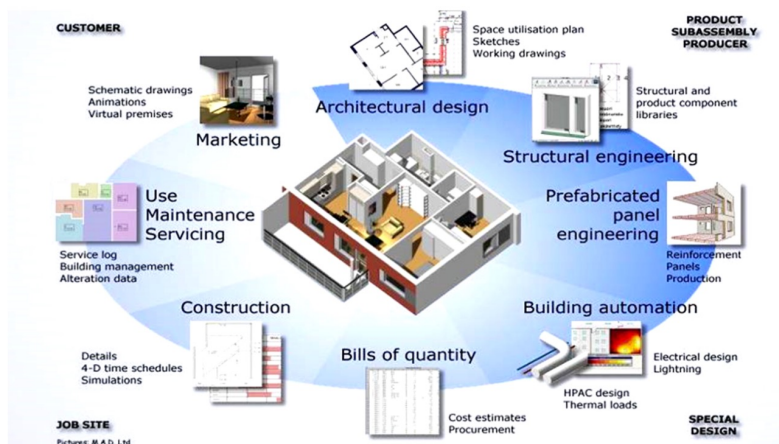 CUSTOMER
PRODUCT
SUBASSEMBLY
PRODUCER
Space utilisation plan
Sketches
Working drawings
Architectural design
Schematic drawings
Animations
Virtual premises
Marketing
Structural and
product component
libraries
Structural engineering
Use
Maintenance
Servicing
Service log
Building management
Alteration data
Prefabricated
panel
engineering
Reinforcement
Panels
Production
Construction
Details
4-D time schedules
Simulations
Bills of quantity
Cost estimates
Procurement
Building automation
Electrical design
Lightning
HPAC design
Thermal loads
JOB SITE
SPECIAL
DESIGN
Pictures: M.A.D. Ltd